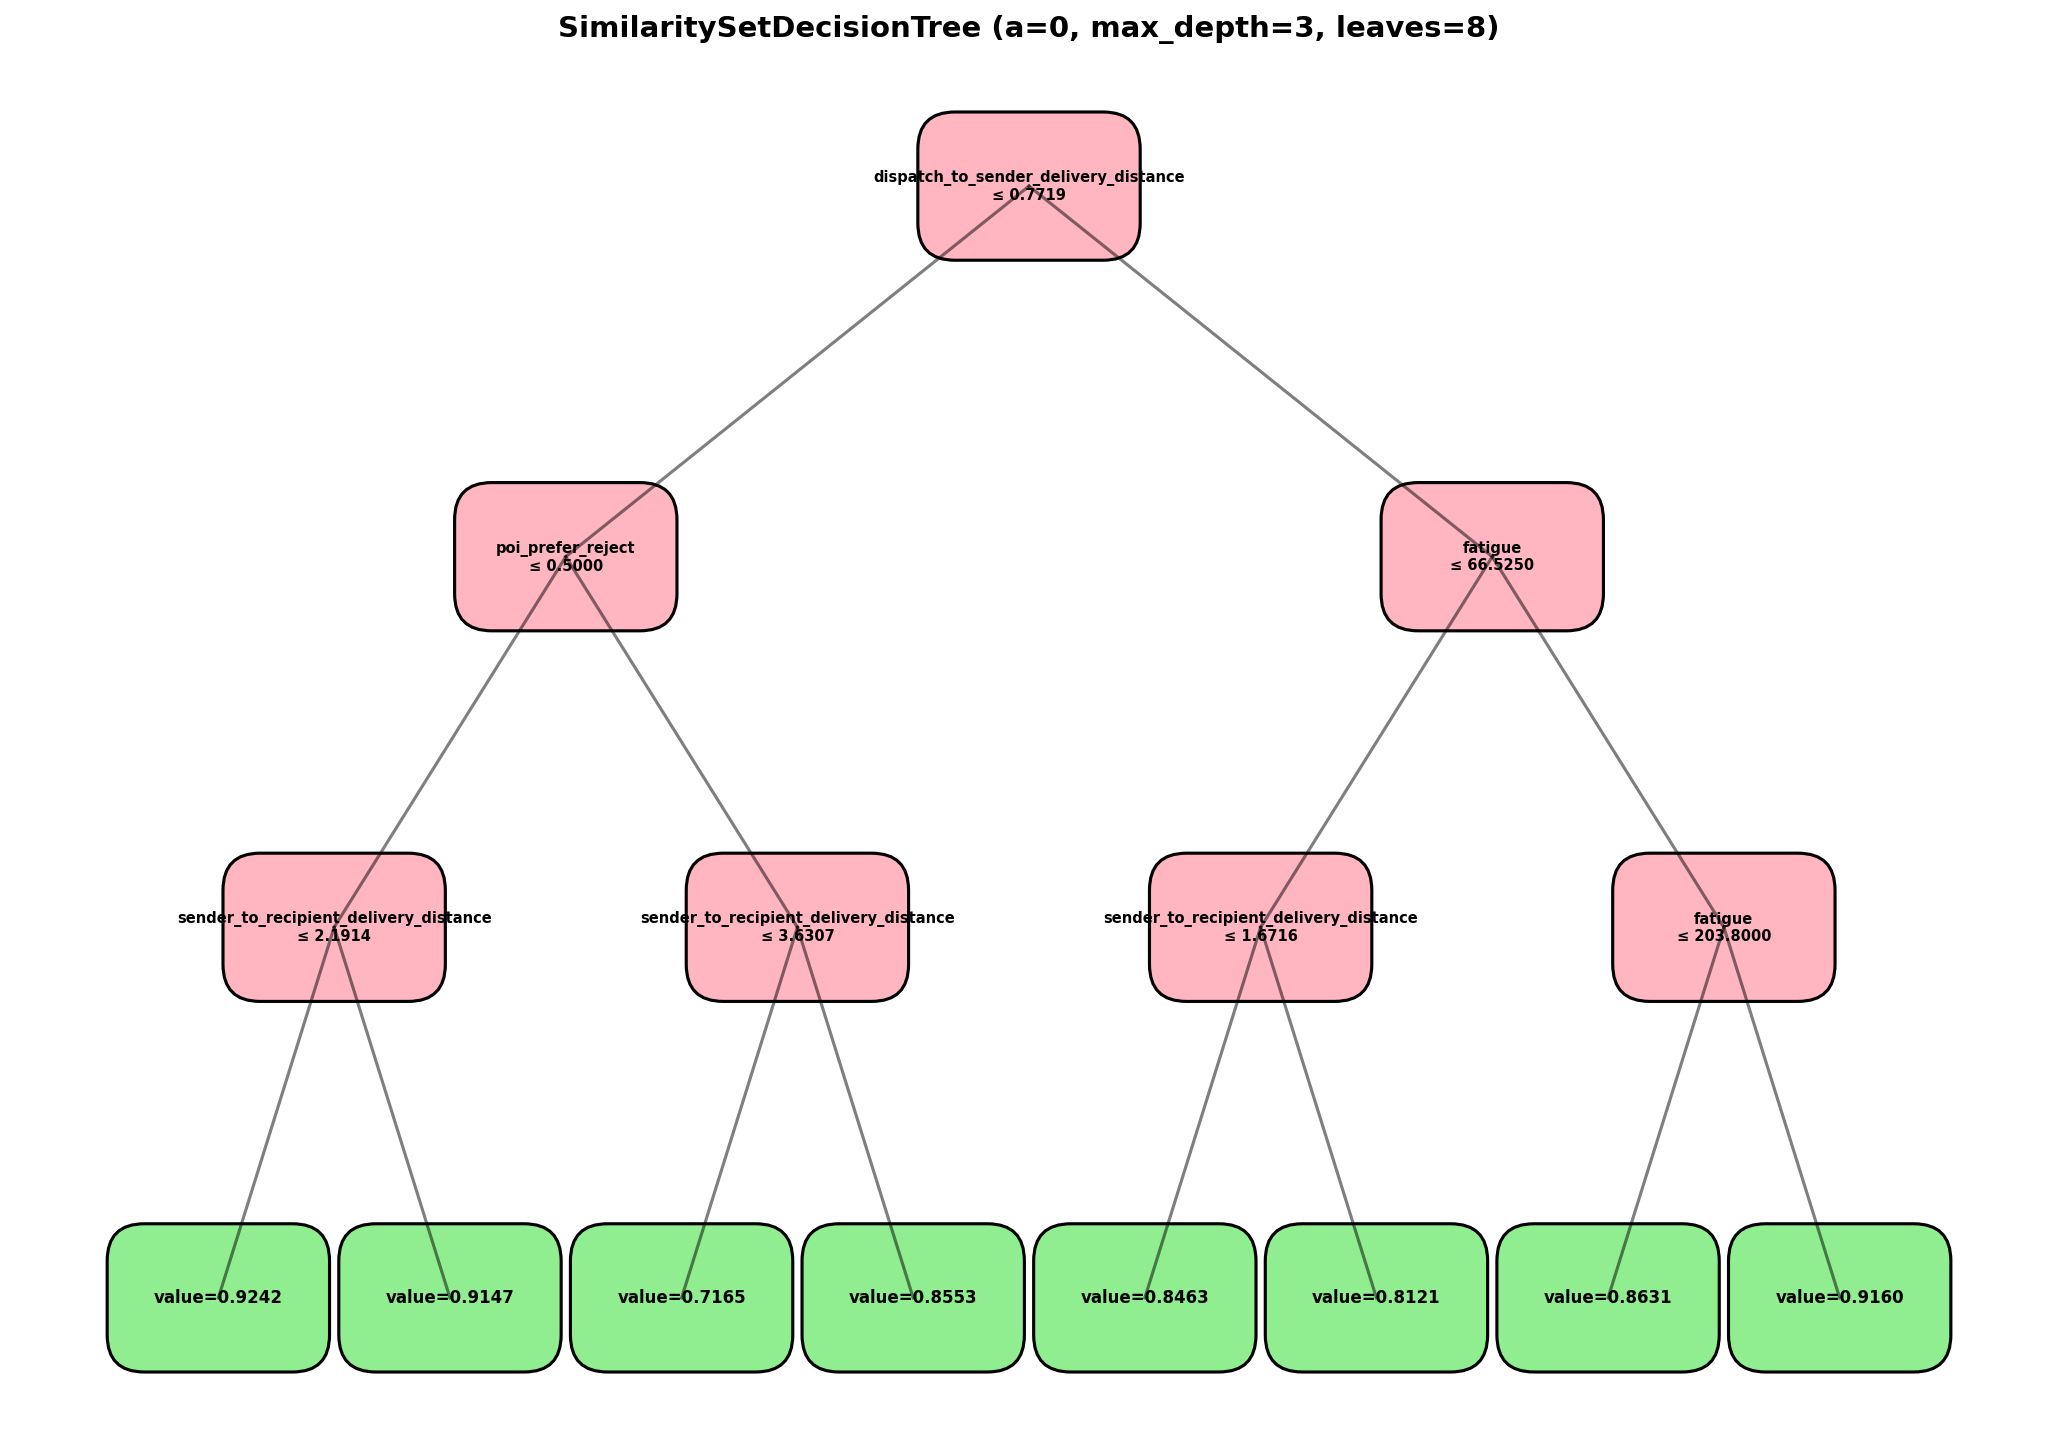 SimilaritySetDecisionTree (a=0, max_depth=3, leaves=8)
dispatch_to_sender_delivery_distance
≤ 0.7719
poi_prefer_reject
≤ 0.5000
fatigue
≤ 66.5250
sender_to_recipient_delivery_distance
≤ 2.1914
sender_to_recipient_delivery_distance
≤ 3.6307
sender_to_recipient_delivery_distance
≤ 1.6716
fatigue
≤ 203.8000
value=0.9242
value=0.9147
value=0.7165
value=0.8553
value=0.8463
value=0.8121
value=0.8631
value=0.9160